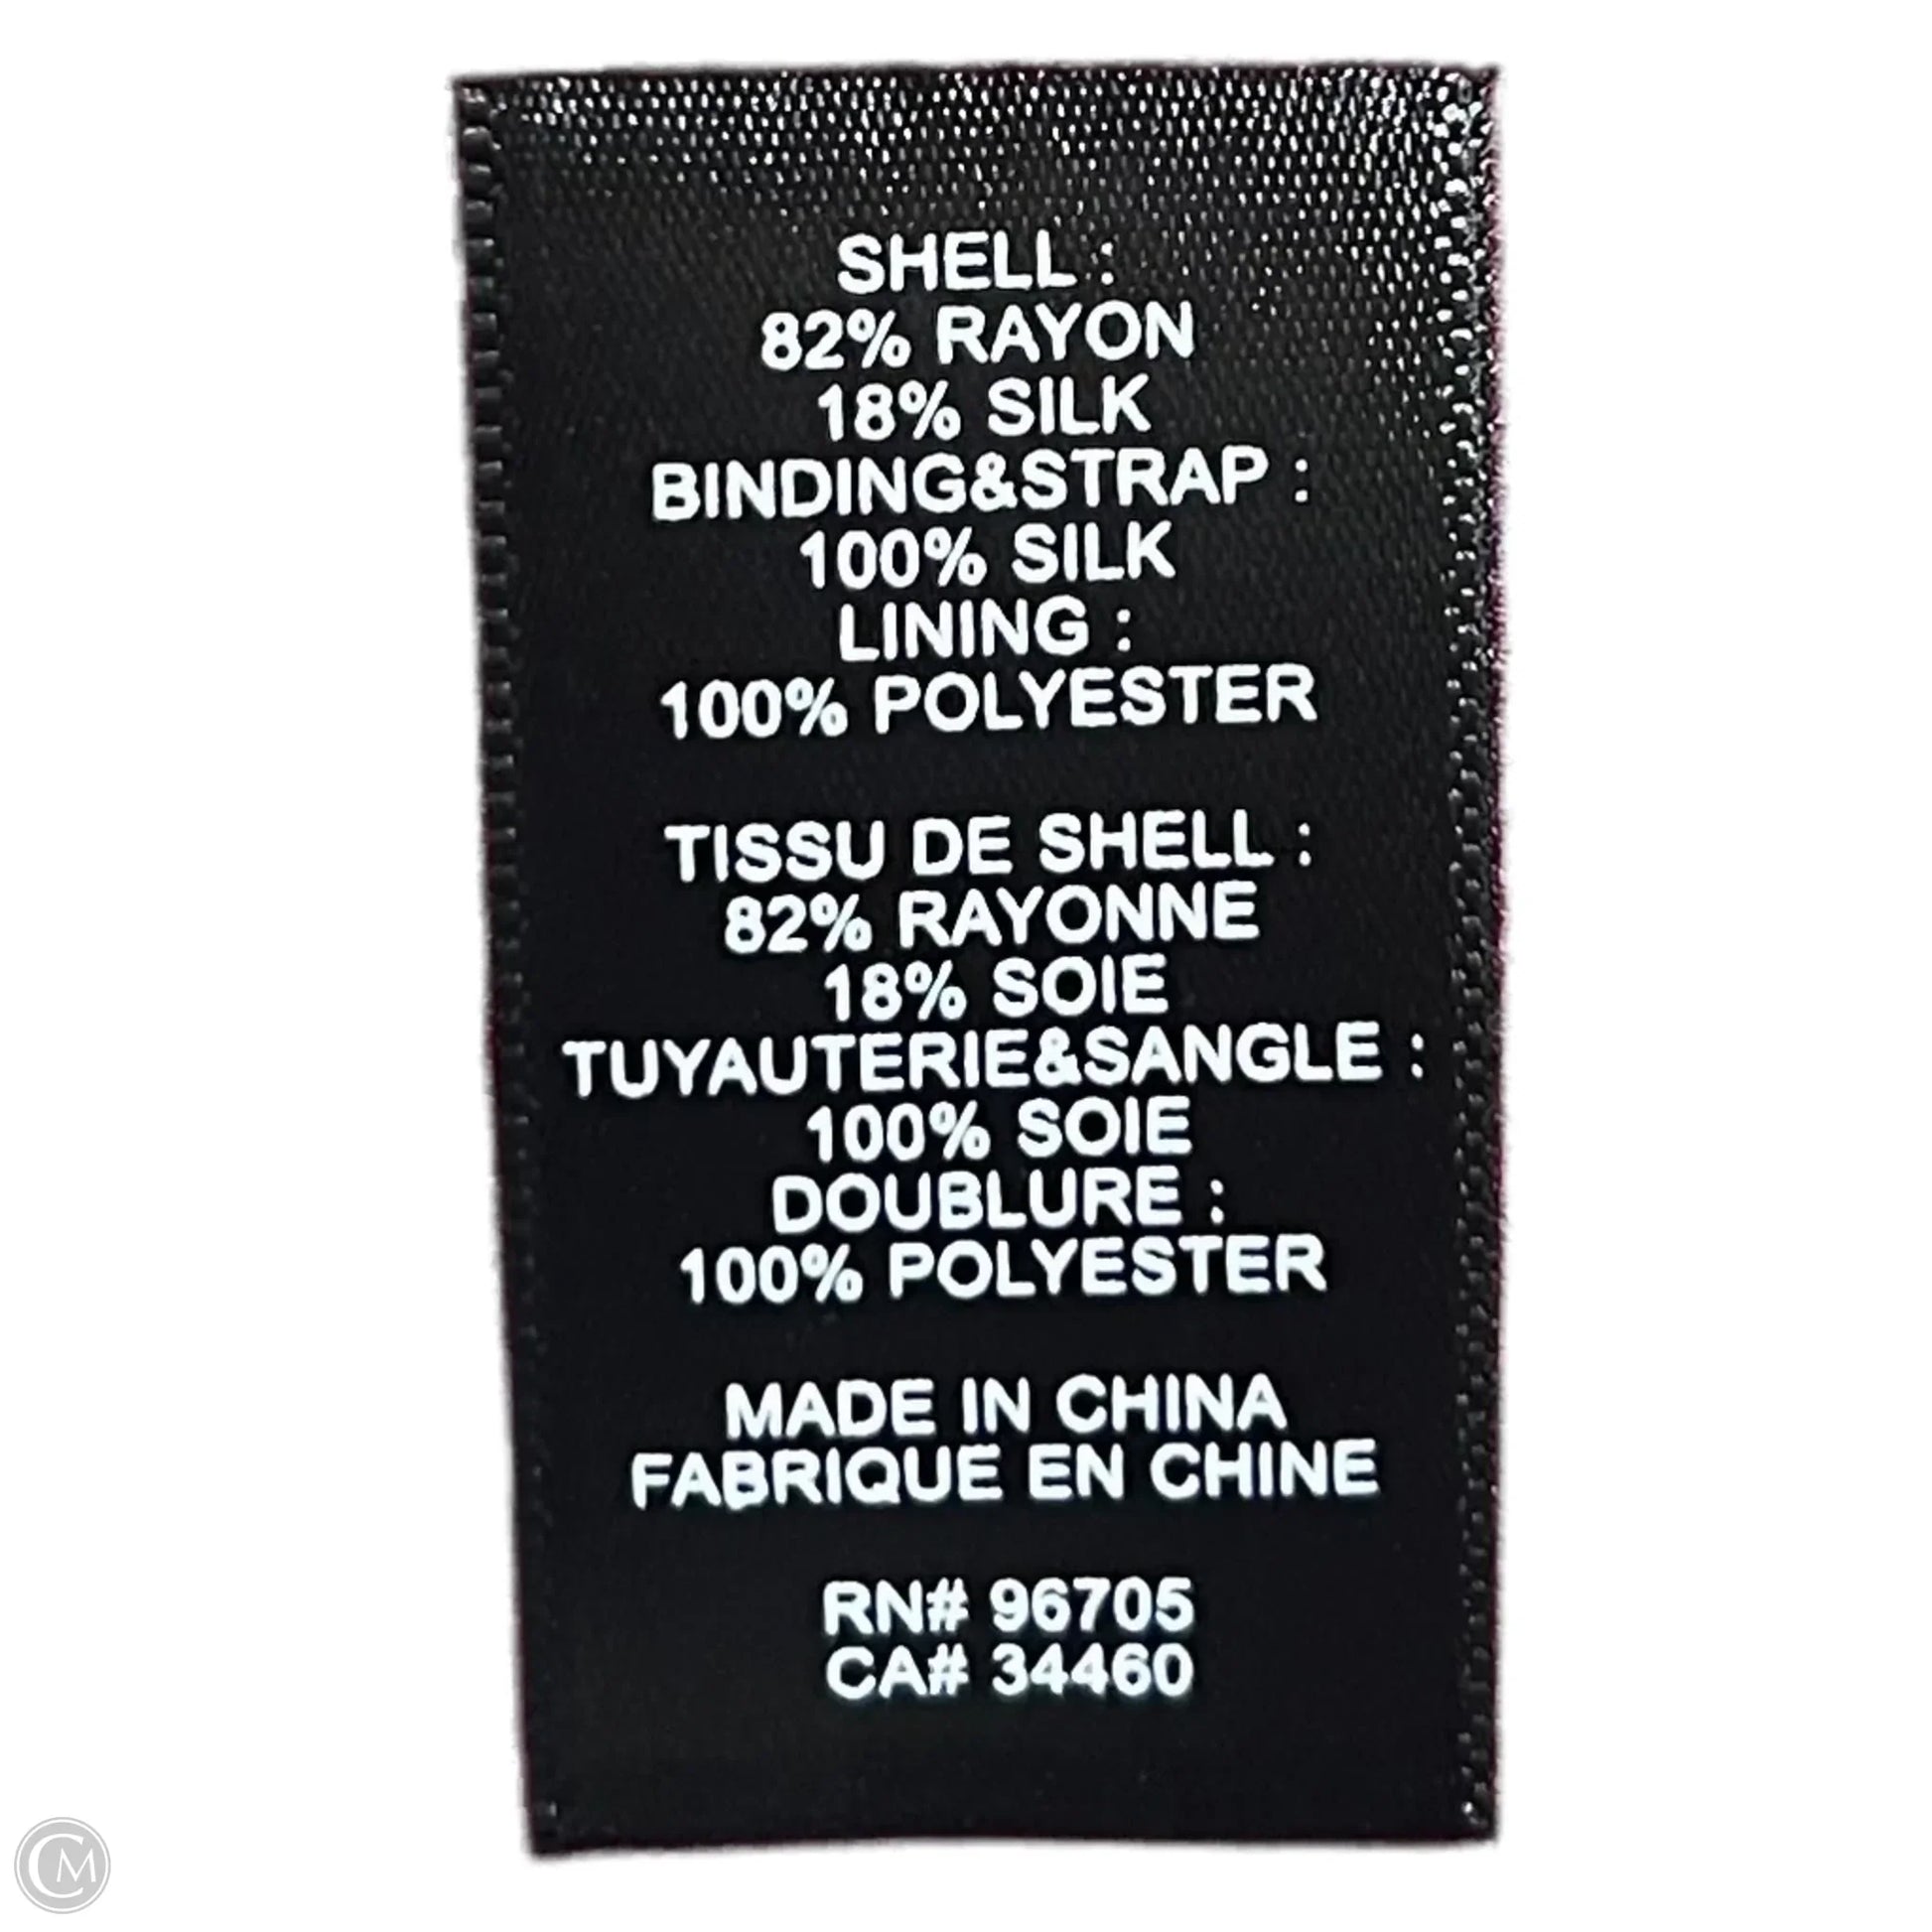 SHELL :
82% RAYON
18% SILK
BINDING&STRAP :
100% SILK
LINING :
100% POLYESTER
TISSU DE SHELL :
82% RAYONNE
18% SOIE
TUYAUTERIE&SANGLE :
100% SOIE
DOUBLURE :
100% POLYESTER
MADE IN CHINA
FABRIQUE EN CHINE
RN# 96705
CA# 34460
CM